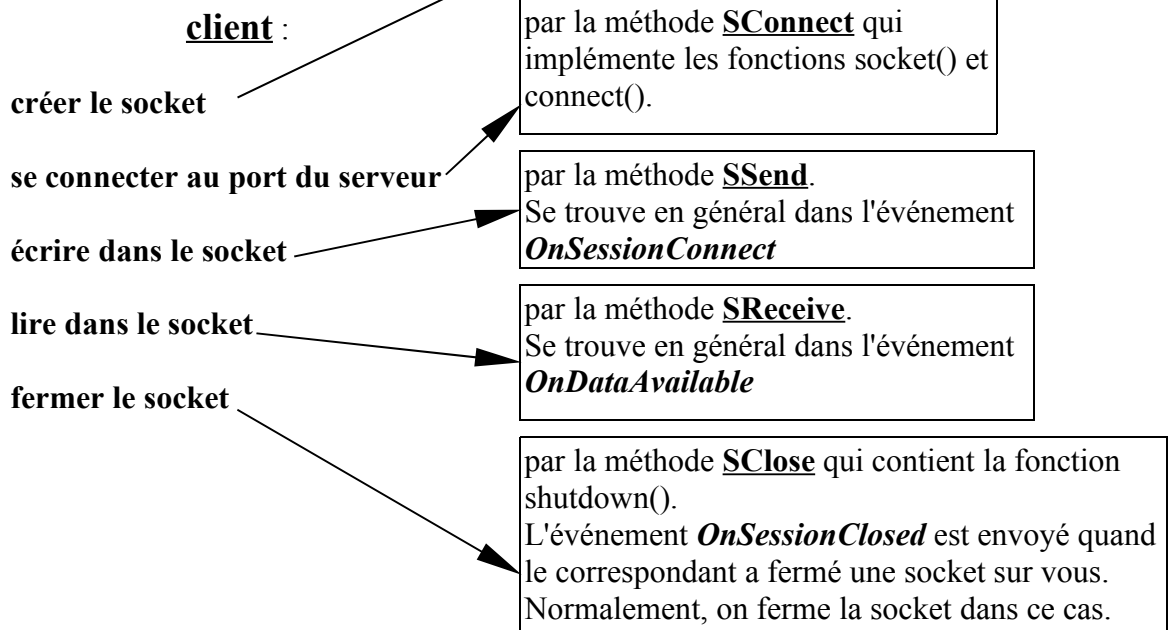 client :
créer le socket
se connecter au port du serveur
écrire dans le socket
lire dans le socket
fermer le socket
par la méthode SConnect qui
implémente les fonctions socket() et
connect().
par la méthode SSend.
Se trouve en général dans l'événement
OnSessionConnect
par la méthode SReceive.
Se trouve en général dans l'événement
OnDataAvailable
par la méthode SClose qui contient la fonction
shutdown().
L'événement OnSessionClosed est envoyé quand
le correspondant a fermé une socket sur vous.
Normalement, on ferme la socket dans ce cas.